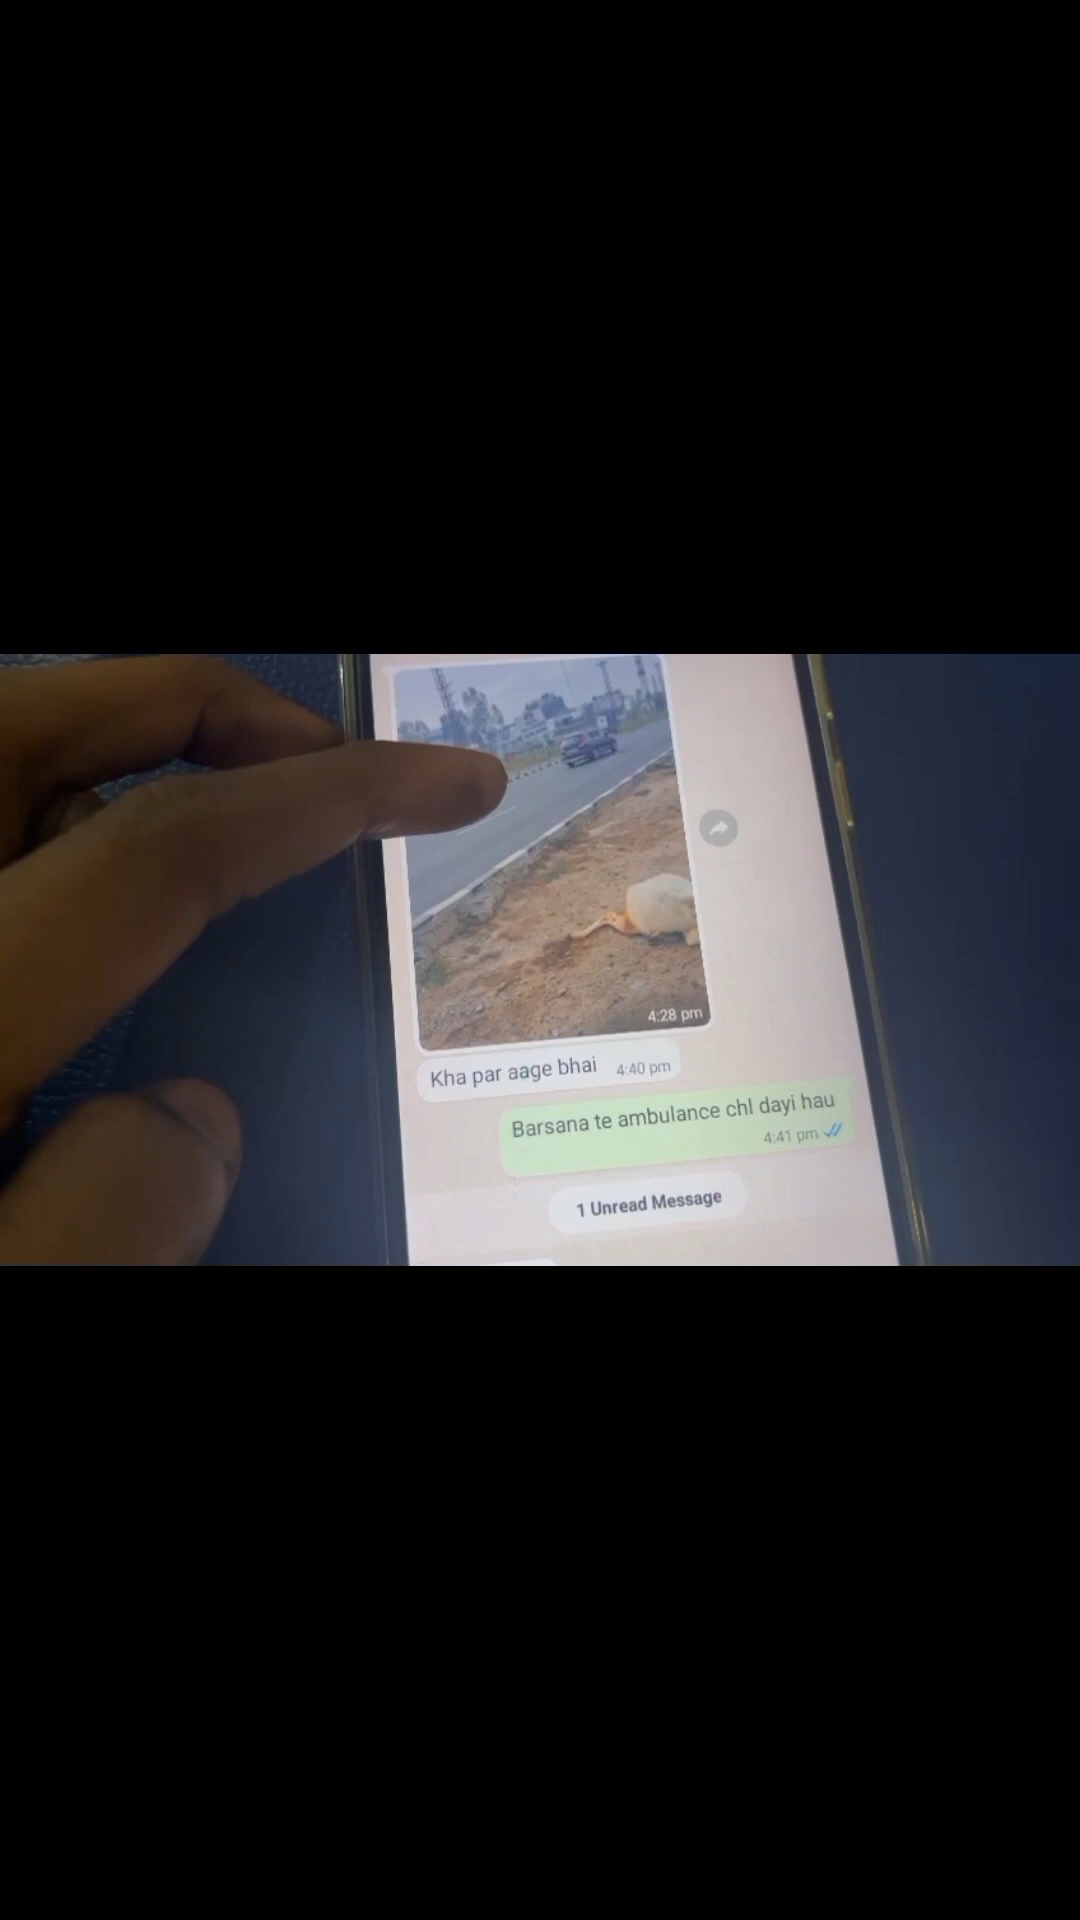 4:28 pm
Kha par aage bhai 4:40 pm
Barsana te ambulance chl dayi hau
4:41 pm
1 Unread Message